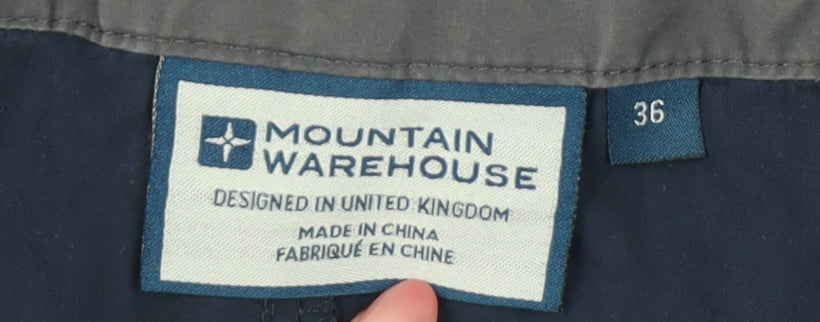 MOUNTAIN
WAREHOUSE
DESIGNED IN UNITED KINGDOM
MADE IN CHINA
FABRIQUÉ EN CHINE
36